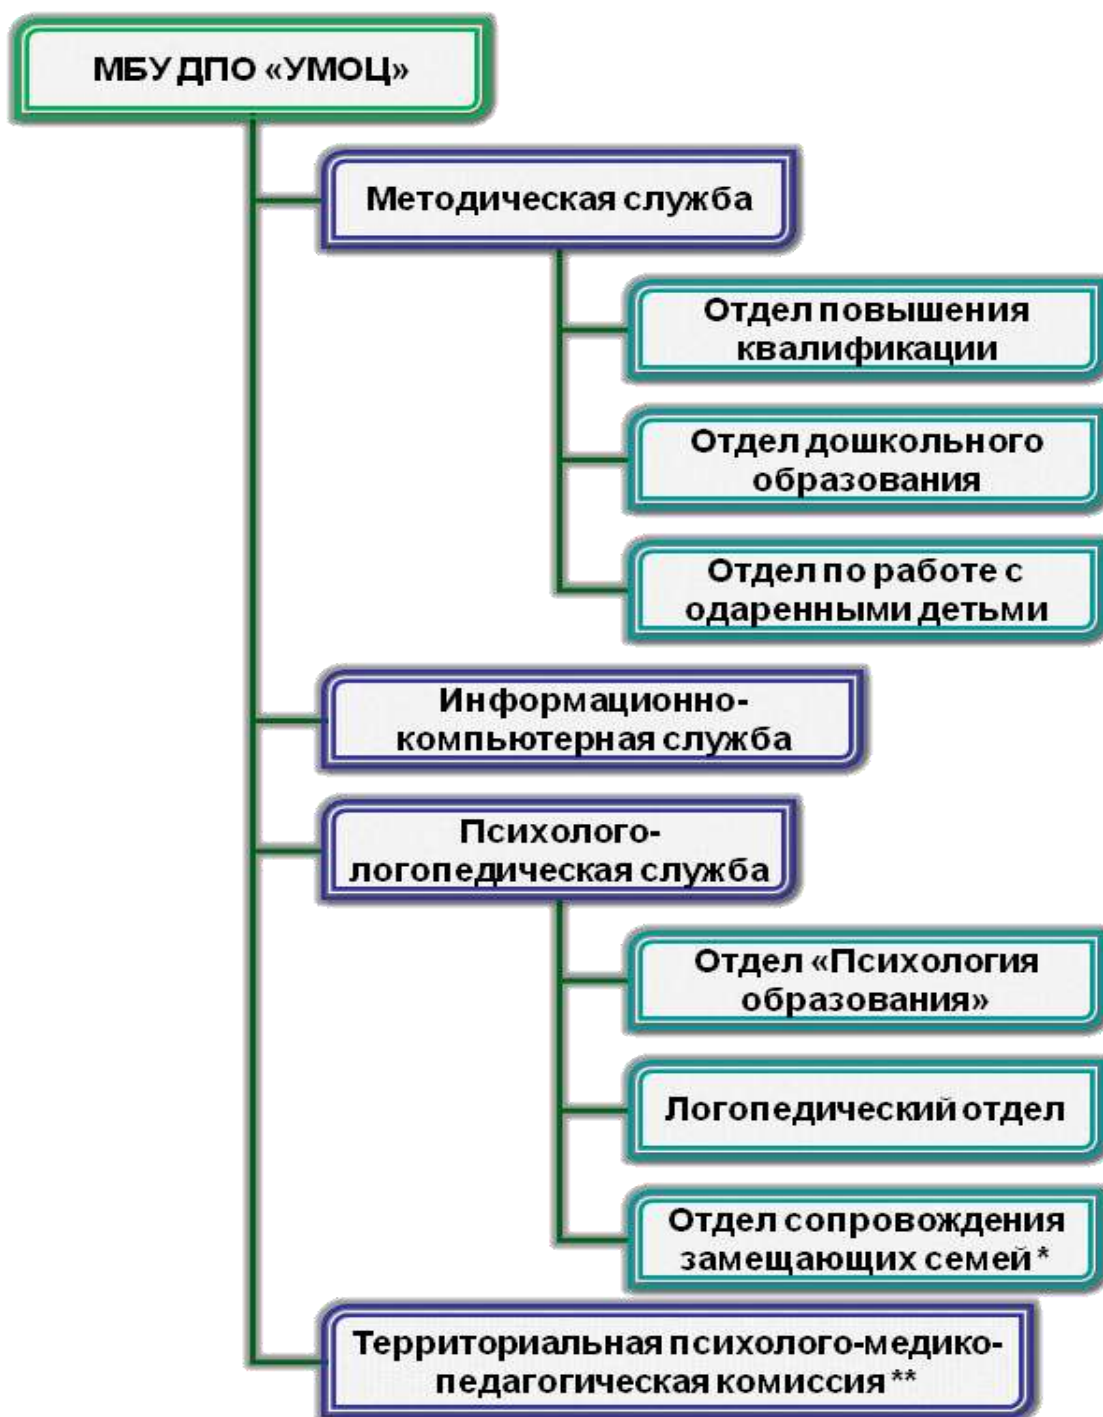 МБУ ДПО «УМОЦ»
Методическая служба
Отдел повышения
квалификации
Отдел дошкольного
образования
Отдел по работе с
одаренными детьми
Информационно-
компьютерная служба
Психолого-
логопедическая служба
Отдел «Психология
образования»
Логопедический отдел
Отдел сопровождения
замещающих семей *
Территориальная психолого-медико-
педагогическая комиссия **